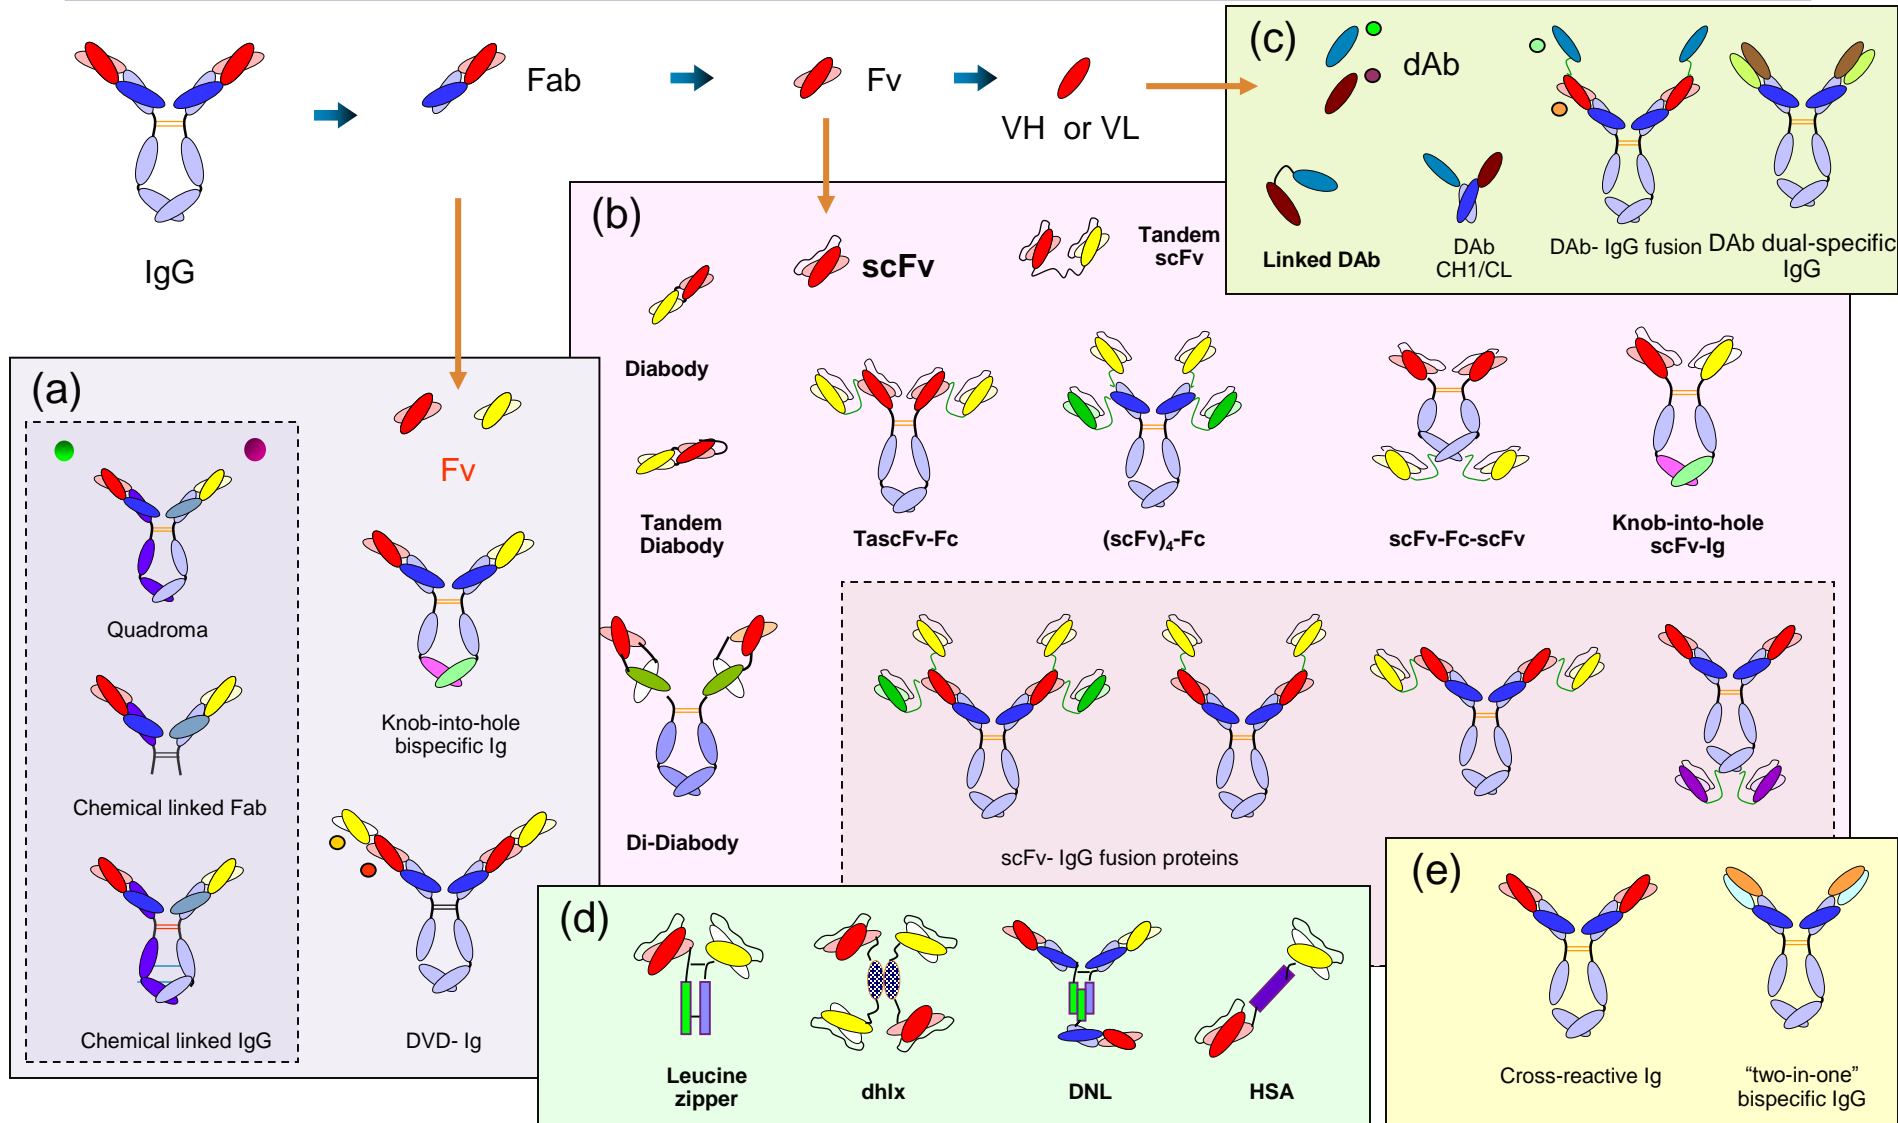 IgG
Fab
Fv
VH or VL
(c)
dAb
Linked DAb
DAb
CH1/CL
DAb- IgG fusion
DAb dual-specific
IgG
(b)
scFv
Tandem
scFv
Diabody
Tandem
Diabody
TascFv-Fc
(scFv)₄-Fc
scFv-Fc-scFv
Knob-into-hole
scFv-Ig
Di-Diabody
scFv- IgG fusion proteins
(a)
Fv
Quadroma
Knob-into-hole
bispecific Ig
Chemical linked Fab
Chemical linked IgG
DVD- Ig
(d)
Leucine
zipper
dhlx
DNL
HSA
(e)
Cross-reactive Ig
“two-in-one”
bispecific IgG